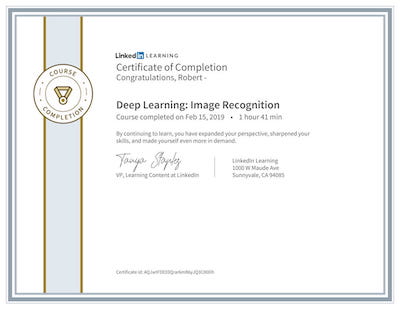 COURSE
COMPLETION
LinkedIn LEARNING
Certificate of Completion
Congratulations, Robert -
Deep Learning: Image Recognition
Course completed on Feb 15, 2019 • 1 hour 41 min
By continuing to learn, you have expanded your perspective, sharpened your
skills, and made yourself even more in demand.
Tanya Staples
VP, Learning Content at LinkedIn
LinkedIn Learning
1000 W Maude Ave
Sunnyvale, CA 94085
Certificate Id: